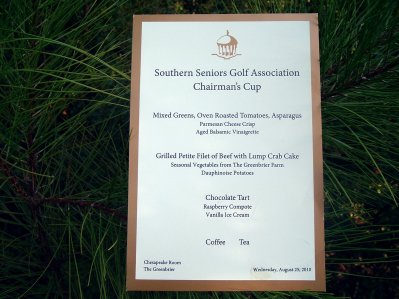 Southern Seniors Golf Association
Chairman's Cup
Mixed Greens, Oven Roasted Tomatoes, Asparagus
Parmesan Cheese Crisp
Aged Balsamic Vinaigrette
Grilled Petite Filet of Beef with Lump Crab Cake
Seasonal Vegetables from The Greenbrier Farm
Dauphinoise Potatoes
Chocolate Tart
Raspberry Compote
Vanilla Ice Cream
Coffee Tea
Chesapeake Room
The Greenbrier
Wednesday, August 25, 2010